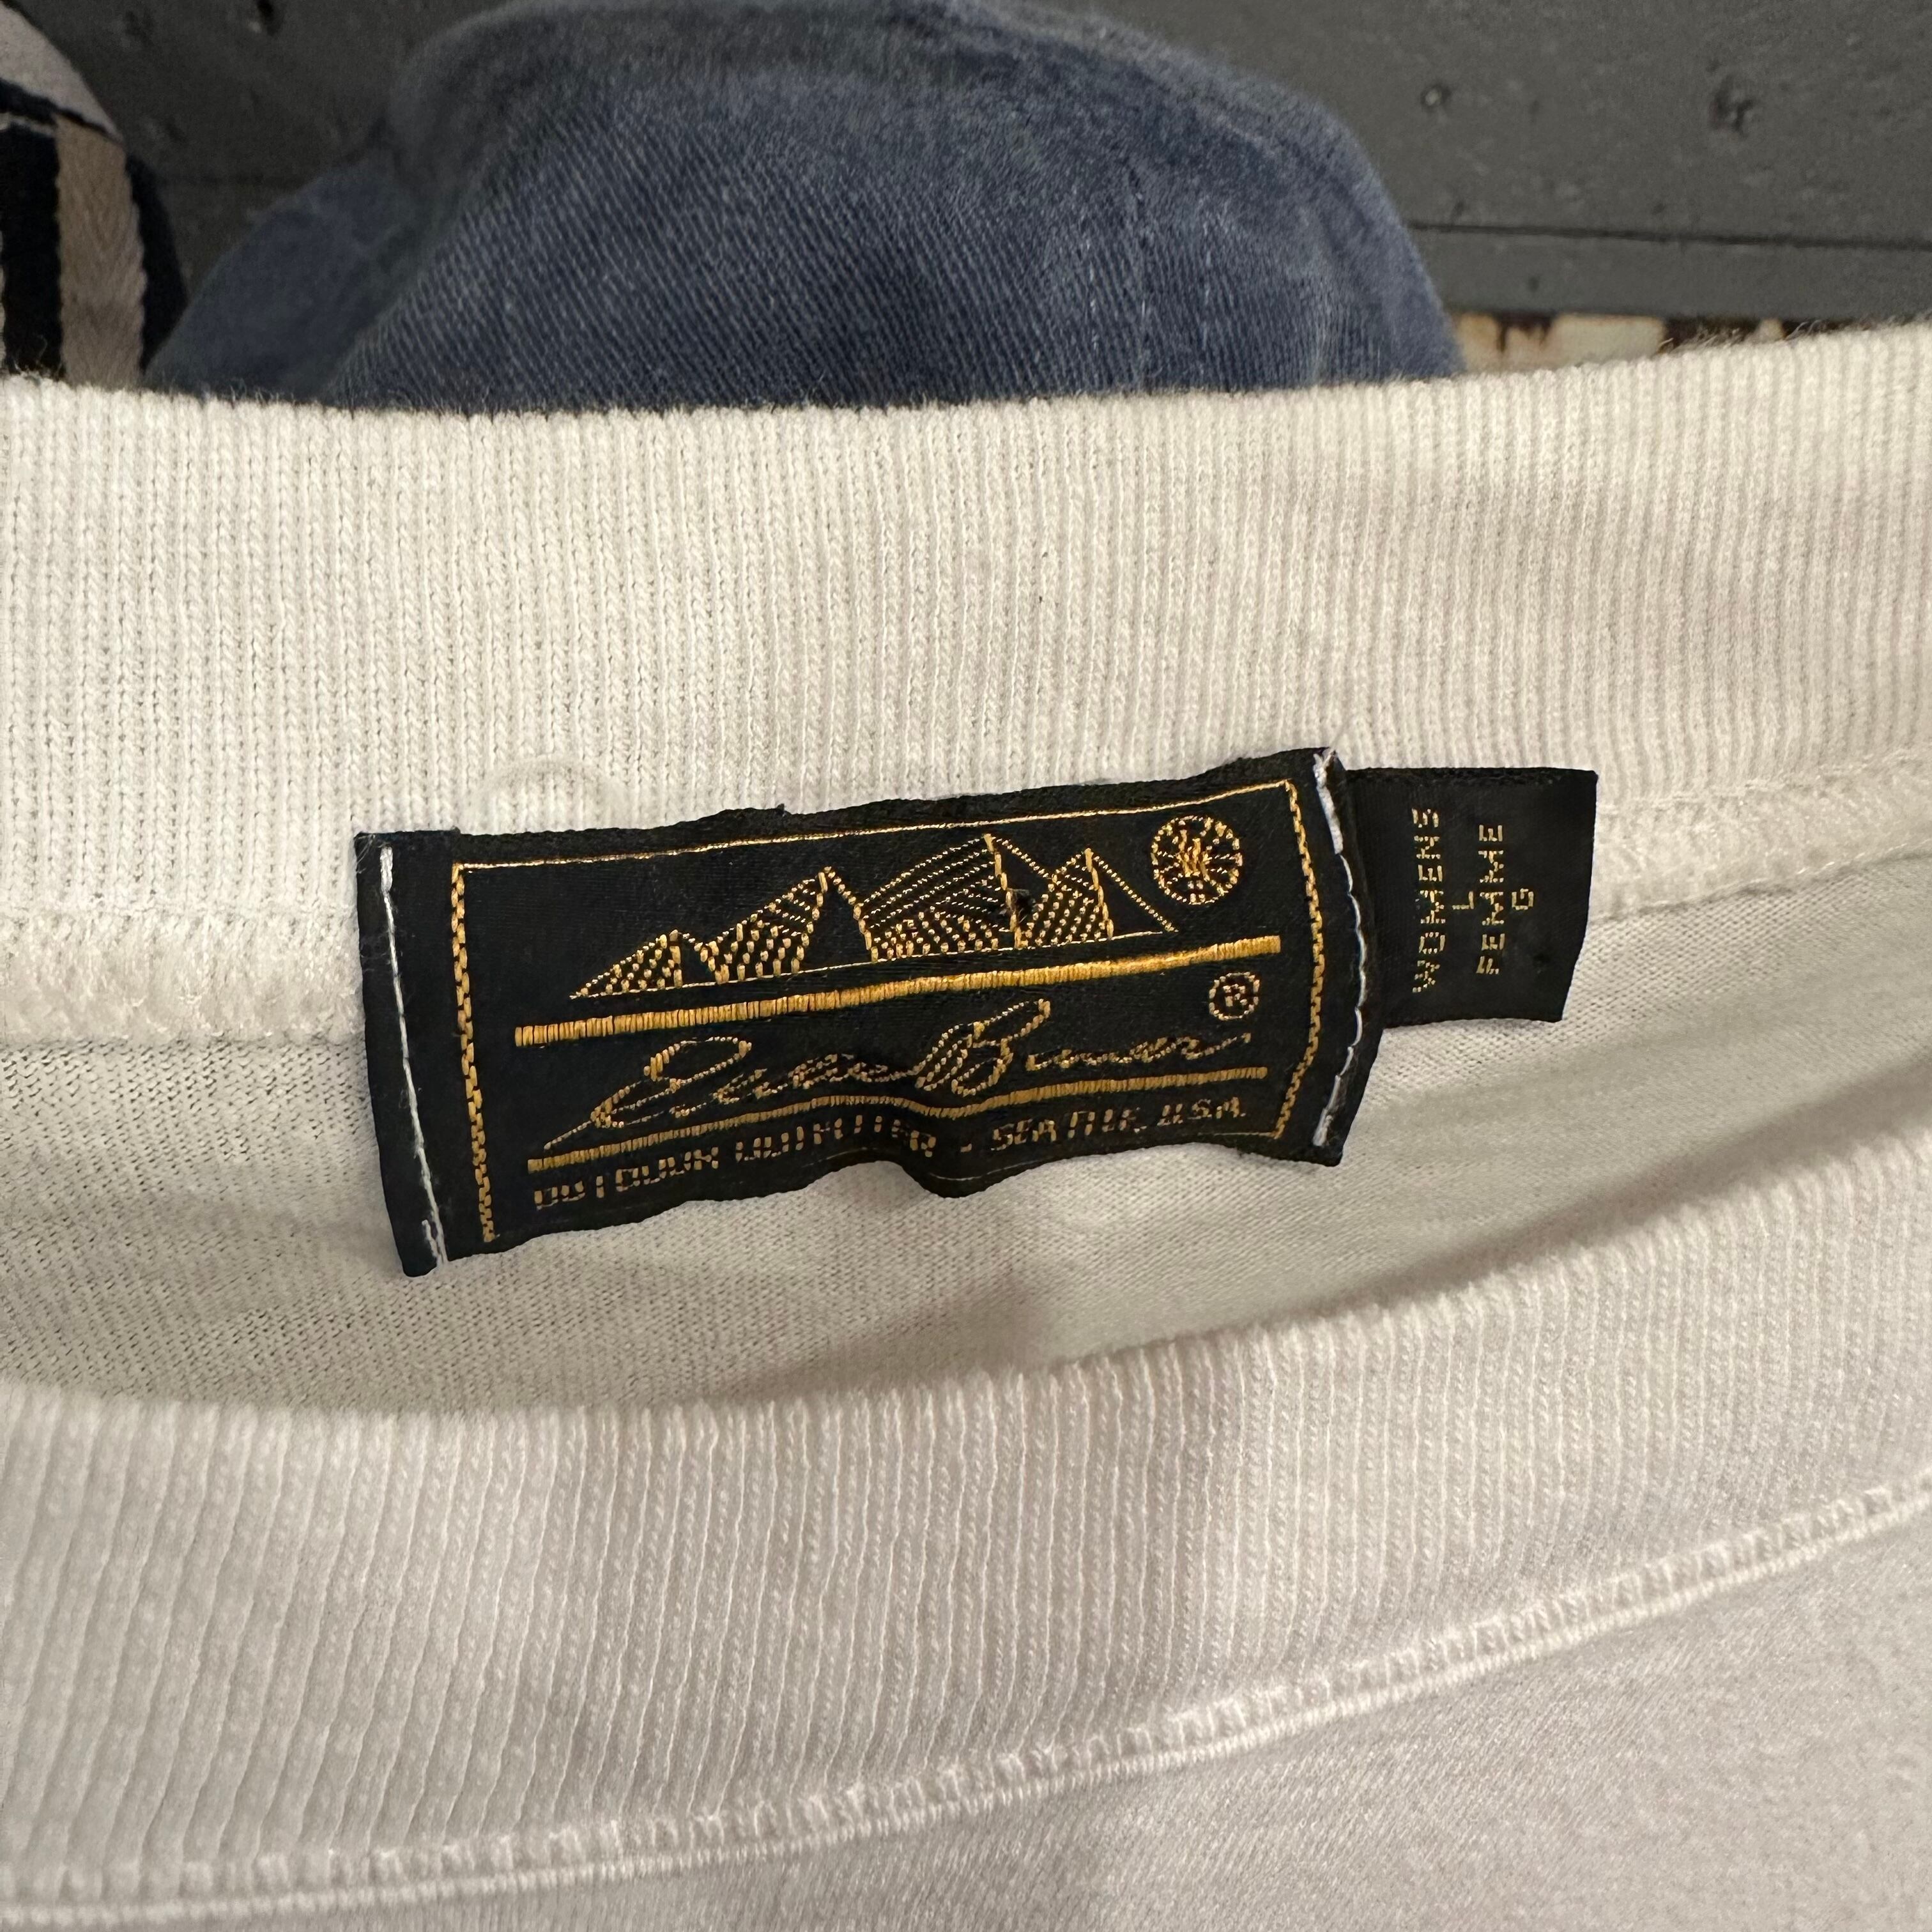 Eddie Bauer ®
OUTDOOR OUTFITTER - SEATTLE, U.S.A.
WOMENS
L
FEMME
G